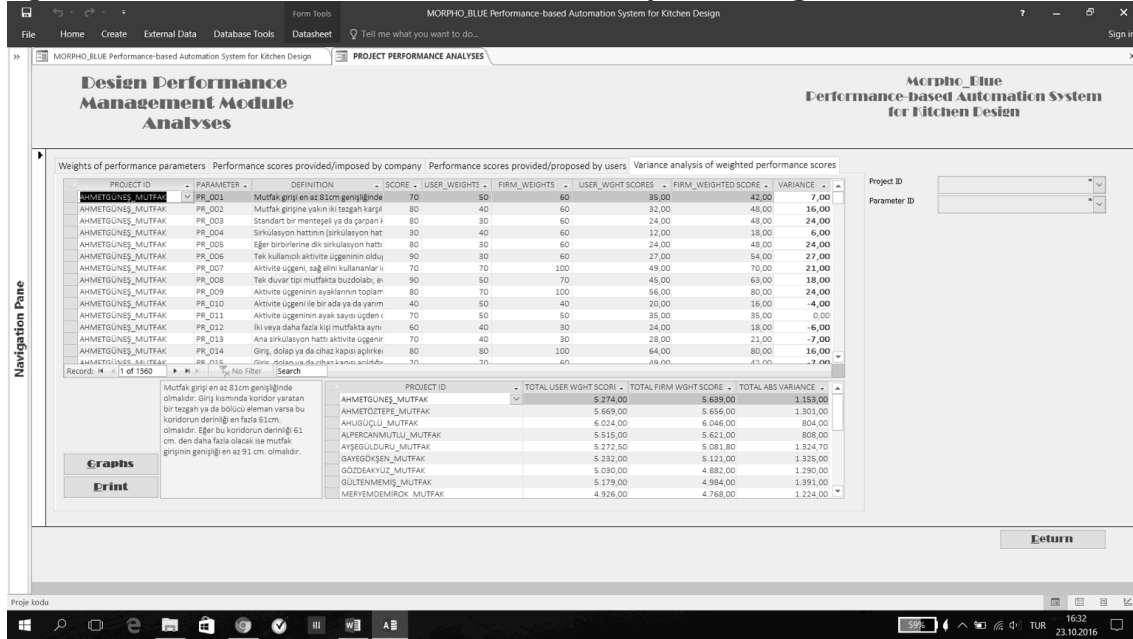 Form Tools
MORPHO_BLUE Performance-based Automation System for Kitchen Design
File Home Create External Data Database Tools Datasheet Tell me what you want to do...
Sign in
MORPHO_BLUE Performance-based Automation System for Kitchen Design
PROJECT PERFORMANCE ANALYSES
Design Performance
Management Module
Analyses
Morpho_Blue
Performance-based Automation System
for Kitchen Design
Weights of performance parameters Performance scores provided/imposed by company Performance scores provided/proposed by users Variance analysis of weighted performance scores
PROJECT ID PARAMETER DEFINITION SCORE USER_WEIGHTS FIRM_WEIGHTS USER_WGHT SCORES FIRM_WEIGHTED SCORE VARIANCE
AHMETGÜNEŞ_MUTFAK PR_001 Mutfak girişi en az 81cm genişliğinde 70 50 60 35,00 42,00 7,00
AHMETGÜNEŞ_MUTFAK PR_002 Mutfak girişine yakın iki tezgah karşıl 80 40 60 32,00 48,00 16,00
AHMETGÜNEŞ_MUTFAK PR_003 Standart bir menteşeli ya da çarpan k 80 30 60 24,00 48,00 24,00
AHMETGÜNEŞ_MUTFAK PR_004 Sirkülasyon hattının (sirkülasyon hat 30 40 60 12,00 18,00 6,00
AHMETGÜNEŞ_MUTFAK PR_005 Eğer birbirlerine dik sirkülasyon hattı 80 30 60 24,00 48,00 24,00
AHMETGÜNEŞ_MUTFAK PR_006 Tek kullanıcılı aktivite üçgeninin olduğ 90 30 60 27,00 54,00 27,00
AHMETGÜNEŞ_MUTFAK PR_007 Aktivite üçgeni, sağ elini kullananlar i 70 70 100 49,00 70,00 21,00
AHMETGÜNEŞ_MUTFAK PR_008 Tek duvar tipi mutfakta buzdolabı, ev 90 50 70 45,00 63,00 18,00
AHMETGÜNEŞ_MUTFAK PR_009 Aktivite üçgeninin ayaklarının toplam 80 70 100 56,00 80,00 24,00
AHMETGÜNEŞ_MUTFAK PR_010 Aktivite üçgeni ile bir ada ya da yarım 40 50 40 20,00 16,00 -4,00
AHMETGÜNEŞ_MUTFAK PR_011 Aktivite üçgeninin ayak sayısı üçden 70 50 50 35,00 35,00 0,00
AHMETGÜNEŞ_MUTFAK PR_012 İki veya daha fazla kişi mutfakta aynı 60 40 30 24,00 18,00 -6,00
AHMETGÜNEŞ_MUTFAK PR_013 Ana sirkülasyon hattı aktivite üçgenir 70 40 30 28,00 21,00 -7,00
AHMETGÜNEŞ_MUTFAK PR_014 Giriş, dolap ya da cihaz kapısı açılırke 80 80 100 64,00 80,00 16,00
AHMETGÜNEŞ_MUTFAK PR_015 Giriş, dolap ya da cihaz kapısı açıldığı 70 70 60 49,00 42,00 -7,00
Record: 1 of 1560 No Filter Search
Project ID
Parameter ID
Mutfak girişi en az 81cm genişliğinde
olmalıdır. Giriş kısmında koridor yaratan
bir tezgah ya da bölücü eleman varsa bu
koridorun derinliği en fazla 61cm.
olmalıdır. Eğer bu koridorun derinliği 61
cm. den daha fazla olacak ise mutfak
girişinin genişliği en az 91 cm. olmalıdır.
PROJECT ID TOTAL USER WGHT SCORI TOTAL FIRM WGHT SCORE TOTAL ABS VARIANCE
AHMETGÜNEŞ_MUTFAK 5.274,00 5.639,00 1.153,00
AHMETÖZTEPE_MUTFAK 5.669,00 5.656,00 1.301,00
AHUGÜÇLÜ_MUTFAK 6.024,00 6.046,00 804,00
ALPERCANMUTLU_MUTFAK 5.515,00 5.621,00 808,00
AYŞEGÜLDURU_MUTFAK 5.272,50 5.081,80 1.324,70
GAYEGÖKŞEN_MUTFAK 5.232,00 5.121,00 1.325,00
GÖZDEAKYÜZ_MUTFAK 5.030,00 4.882,00 1.290,00
GÜLTENMEMİŞ_MUTFAK 5.179,00 4.984,00 1.391,00
MERYEMDEMİROK_MUTFAK 4.926,00 4.768,00 1.224,00
Graphs
Print
Return
Navigation Pane
Proje kodu
59% TUR 16:32
23.10.2016